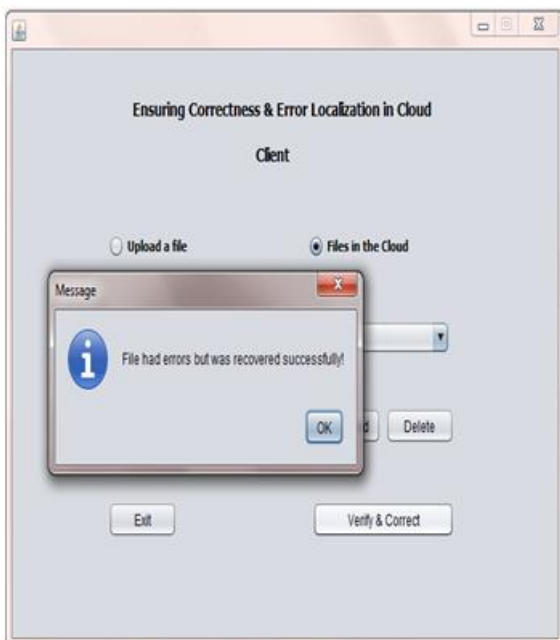 Ensuring Correctness & Error Localization in Cloud
Client
Upload a file
Files in the Cloud
Message
File had errors but was recovered successfully!
OK
Delete
Exit
Verify & Correct